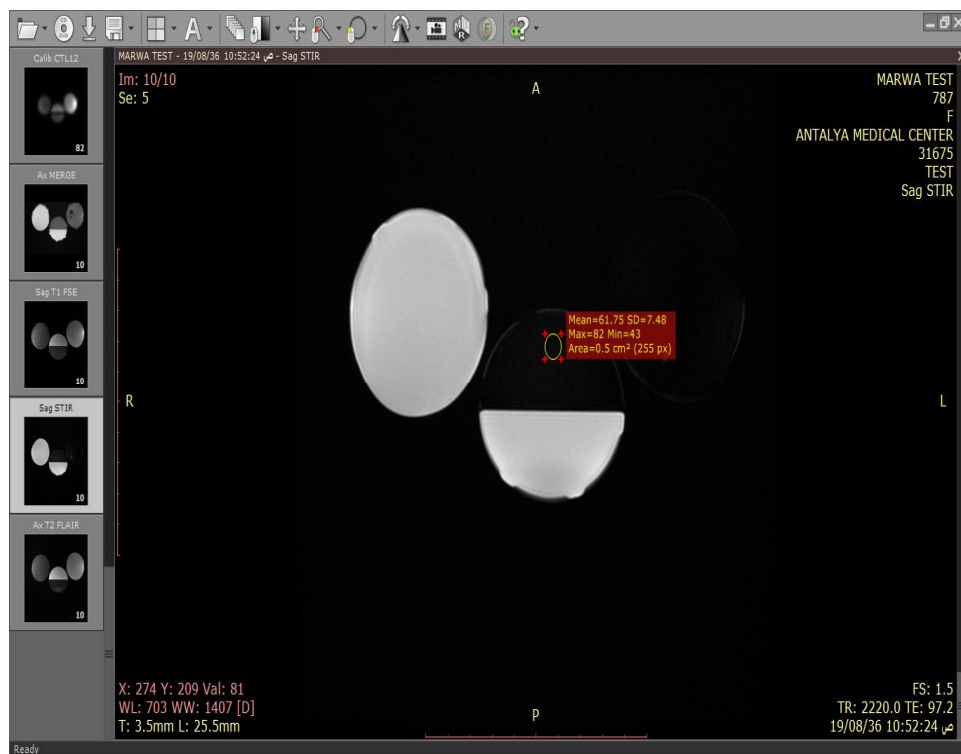 Calib CTL12
82
Ax MERGE
10
Sag T1 FSE
10
Sag STIR
10
Ax T2 FLAIR
10
MARWA TEST - 19/08/36 10:52:24 ص - Sag STIR
Im: 10/10
Se: 5
A
MARWA TEST
787
F
ANTALYA MEDICAL CENTER
31675
TEST
Sag STIR
Mean=61.75 SD=7.48
Max=82 Min=43
Area=0.5 cm² (255 px)
R
L
X: 274 Y: 209 Val: 81
WL: 703 WW: 1407 [D]
T: 3.5mm L: 25.5mm
P
FS: 1.5
TR: 2220.0 TE: 97.2
19/08/36 10:52:24 ص
Ready